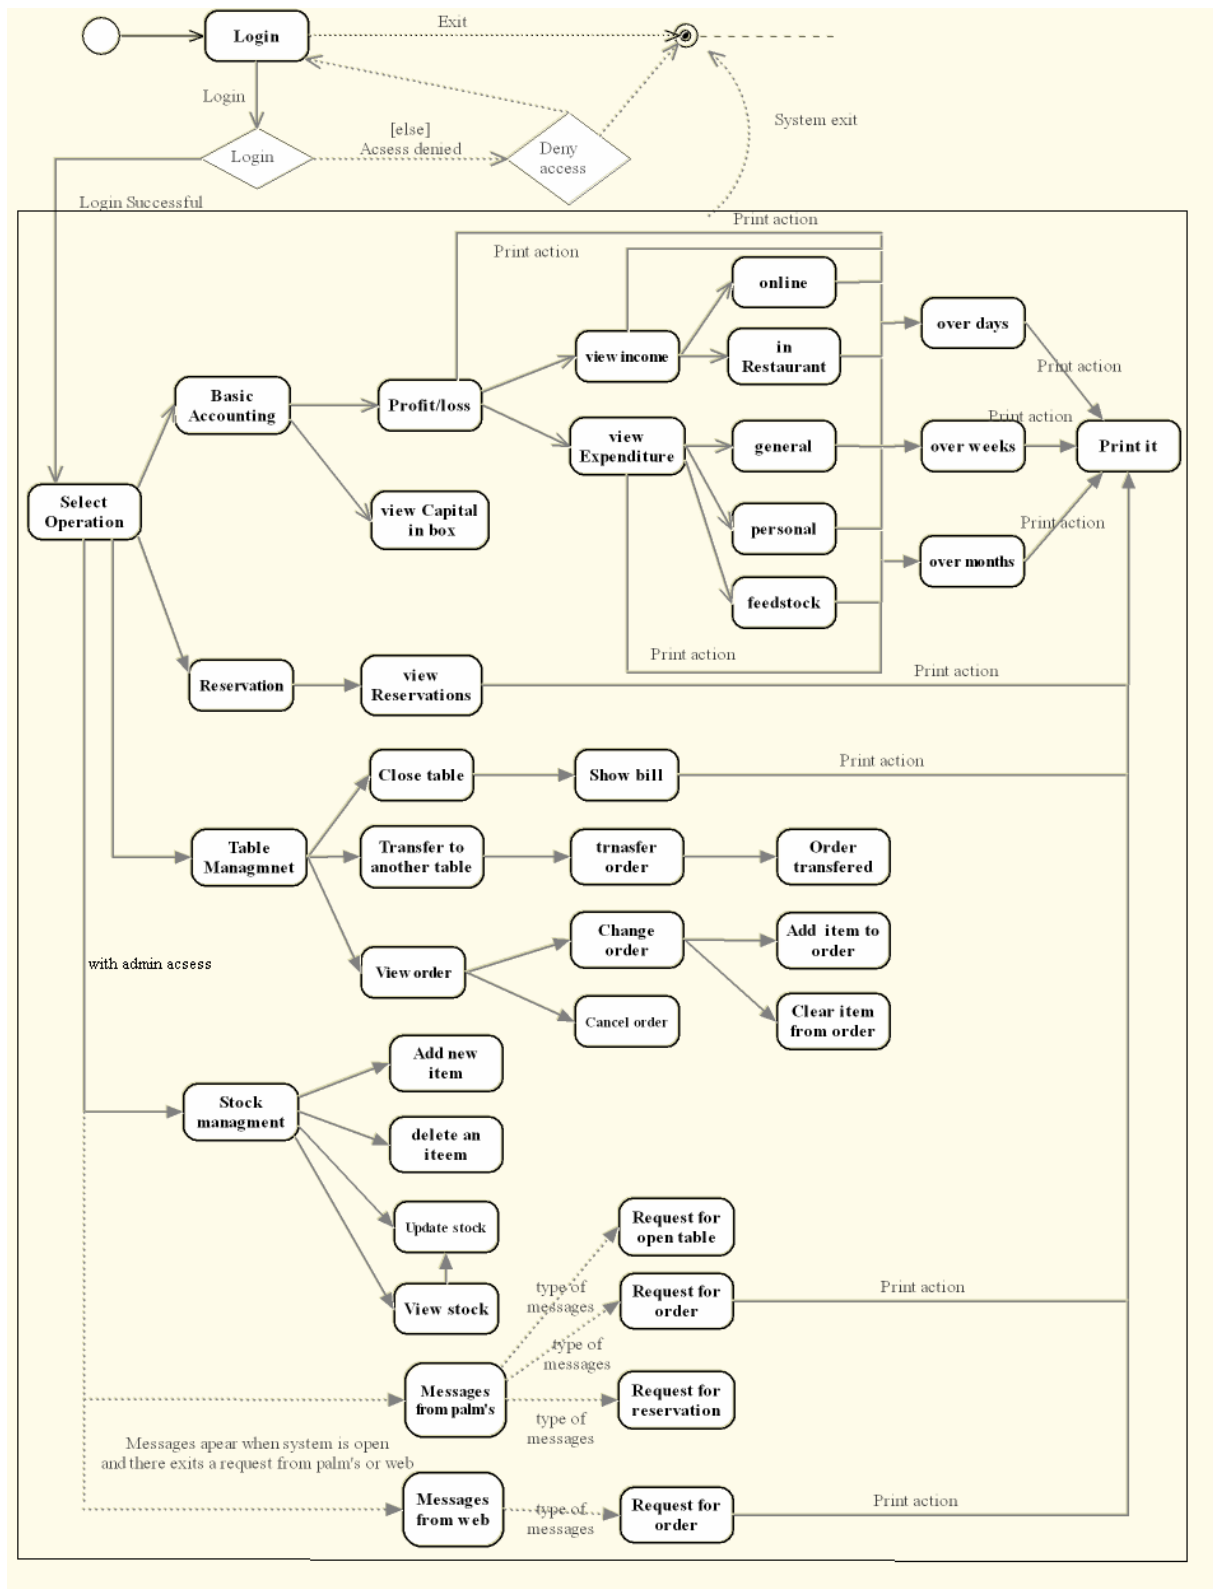 Exit
Login
Login
[else]
Acsess denied
Login
Deny
access
System exit
Login Successful
Print action
Print action
online
over days
in
Restaurant
view income
Print action
Basic
Accounting
Profit/loss
Print action
view
Expenditure
general
over weeks
Print it
Select
Operation
view Capital
in box
personal
Print action
over months
feedstock
Print action
Print action
Reservation
view
Reservations
Print action
Close table
Show bill
Table
Managmnet
Transfer to
another table
trnasfer
order
Order
transfered
Change
order
Add item to
order
with admin acsess
View order
Cancel order
Clear item
from order
Add new
item
Stock
managment
delete an
iteem
Update stock
Request for
open table
type of
messages
View stock
Request for
order
Print action
type of
messages
Messages
from palm's
Request for
reservation
type of
messages
Messages apear when system is open
and there exits a request from palm's or web
Messages
from web
type of
messages
Request for
order
Print action